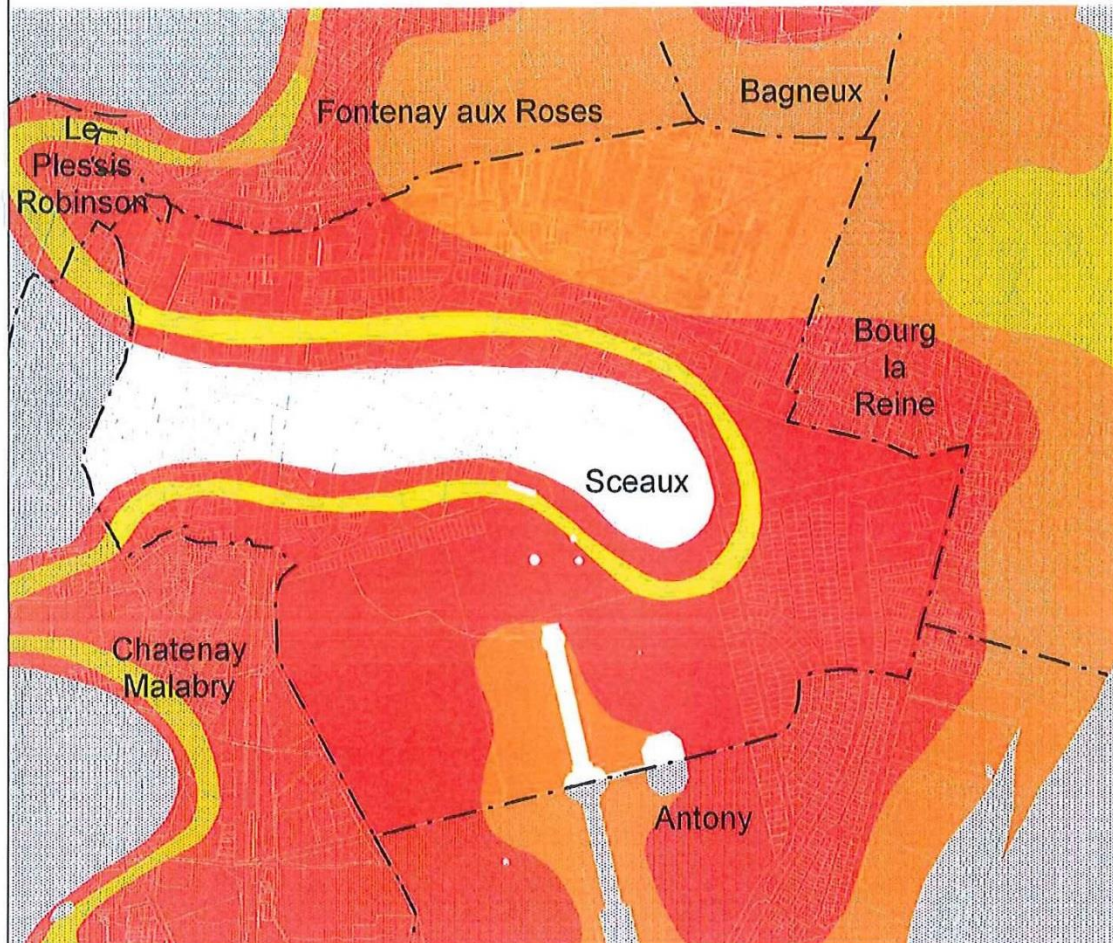 Fontenay aux Roses
Bagneux
Le
Plessis
Robinson
Bourg
la
Reine
Sceaux
Chatenay
Malabry
Antony